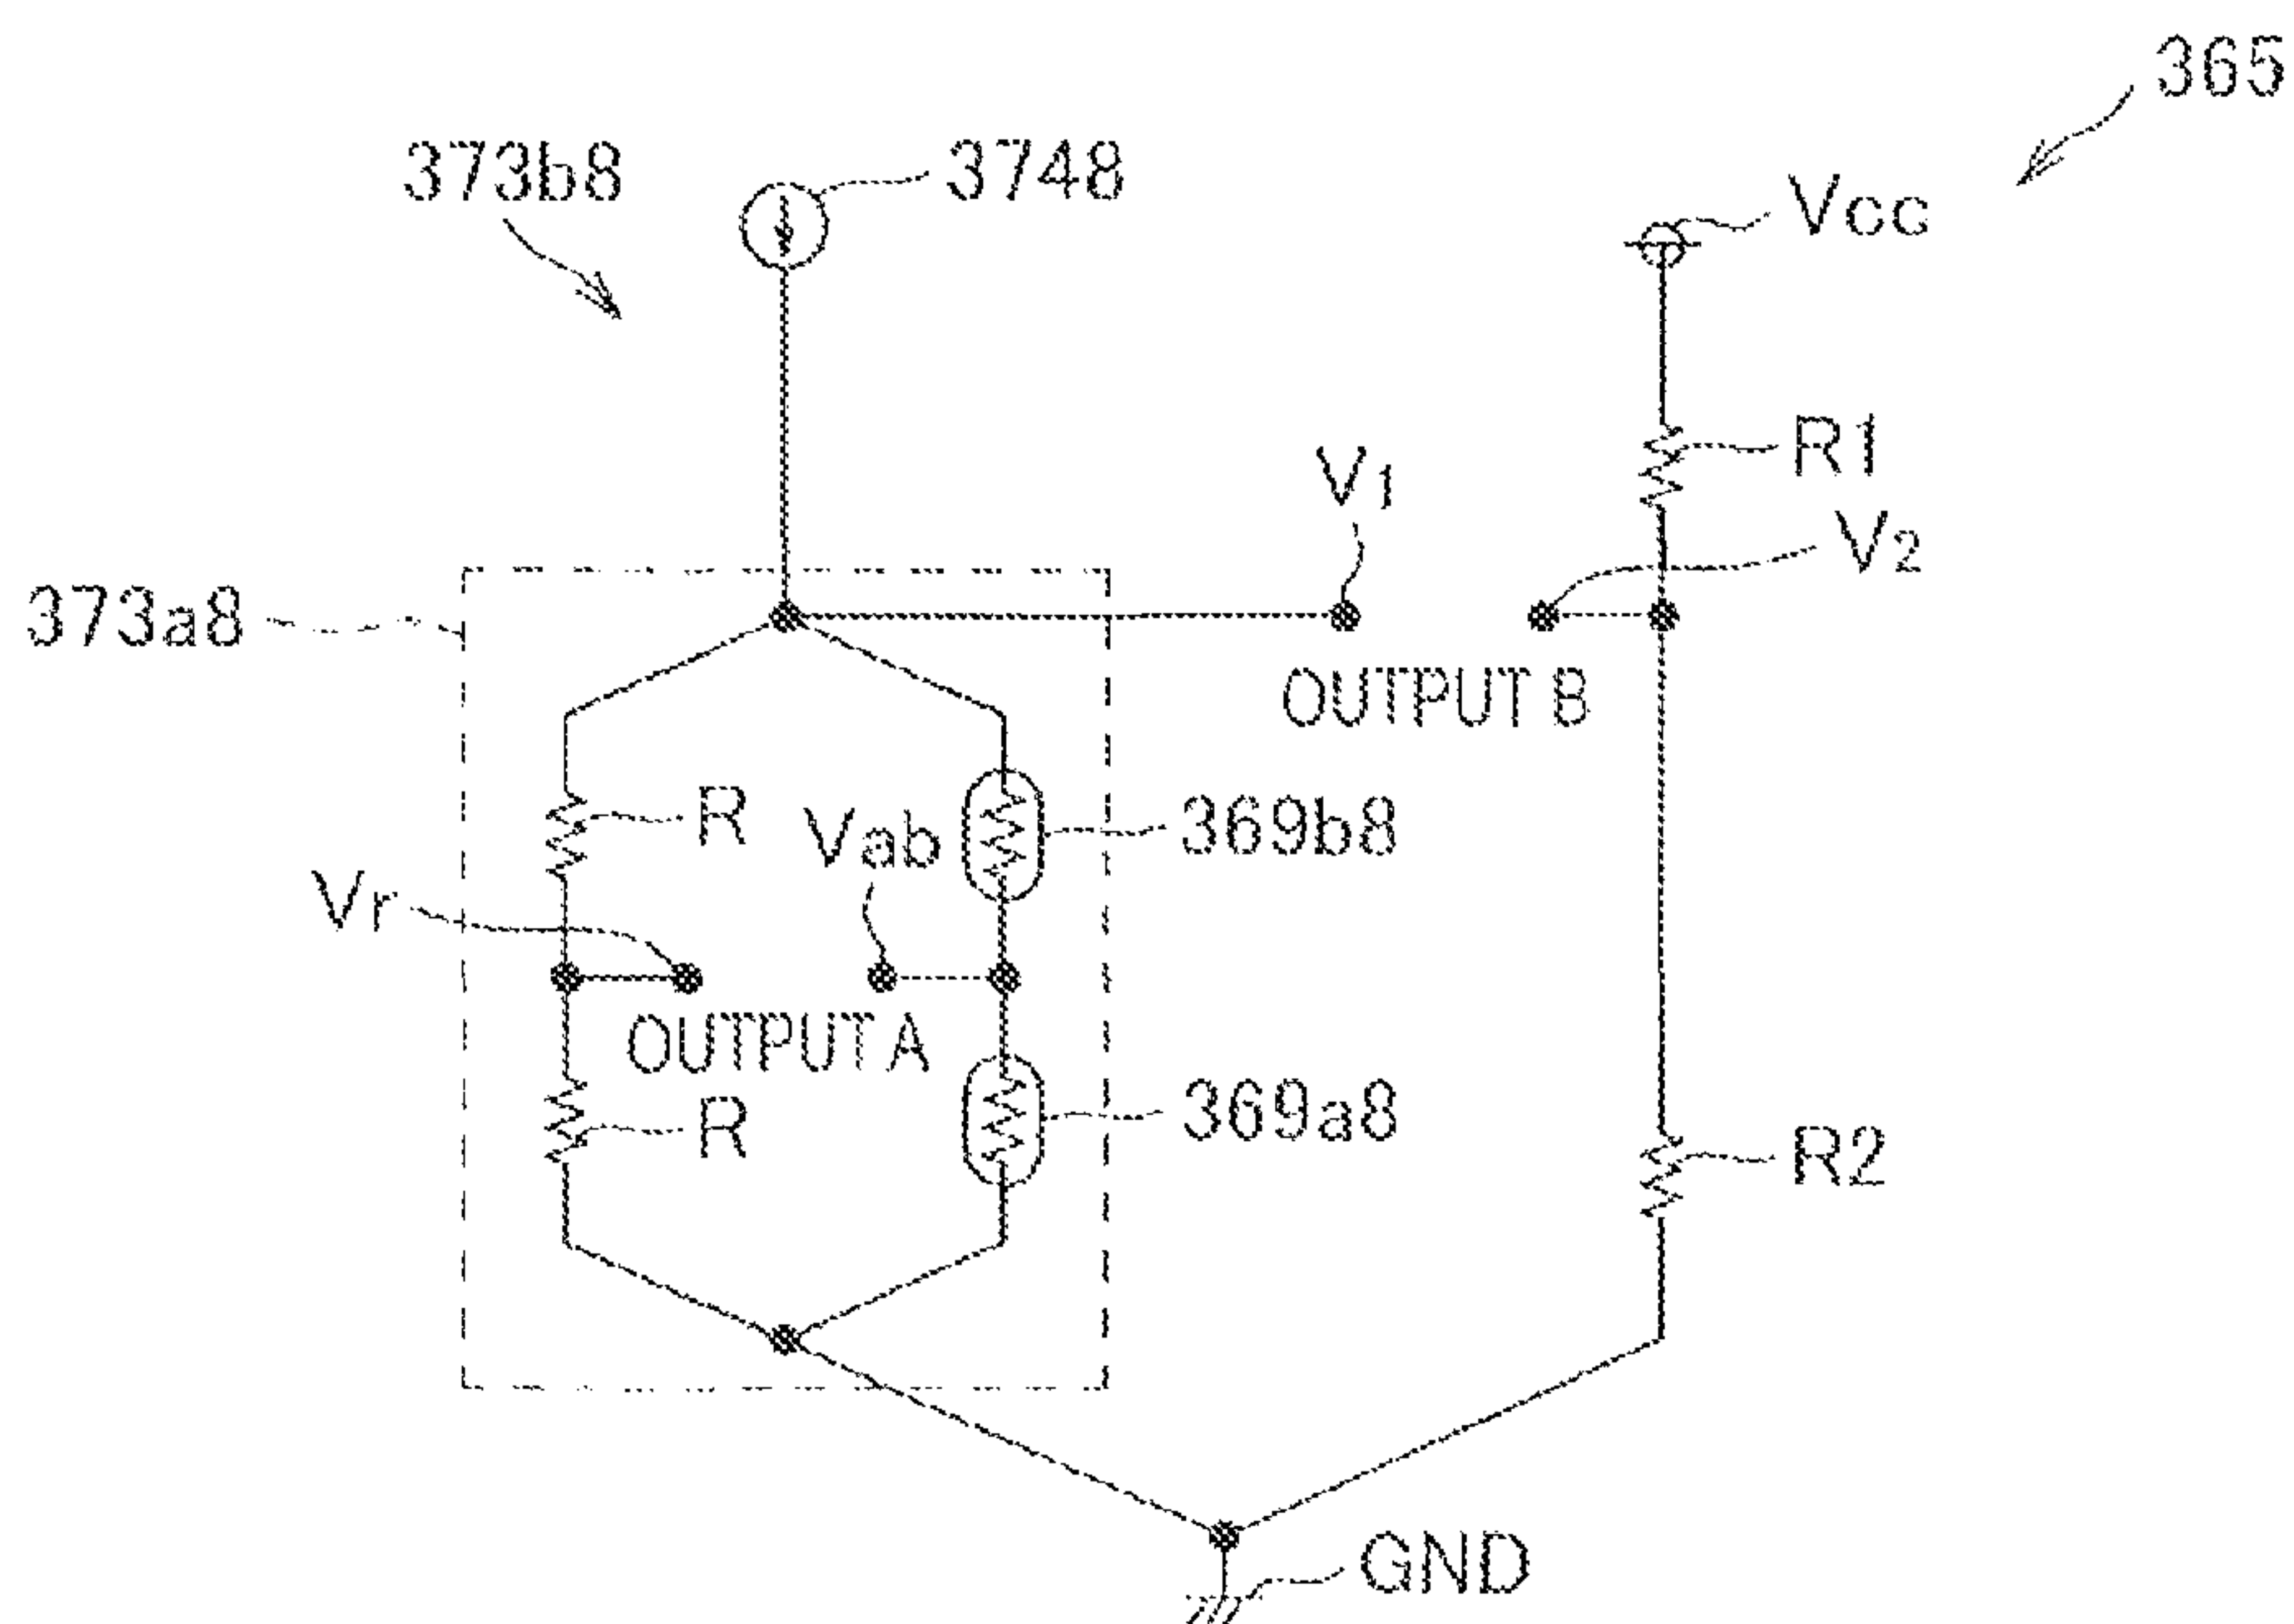 365
373b8
3748
Vcc
R1
V1
V2
373a8
OUTPUT B
R
Vab
369b8
Vr
OUTPUT A
R
369a8
R2
GND